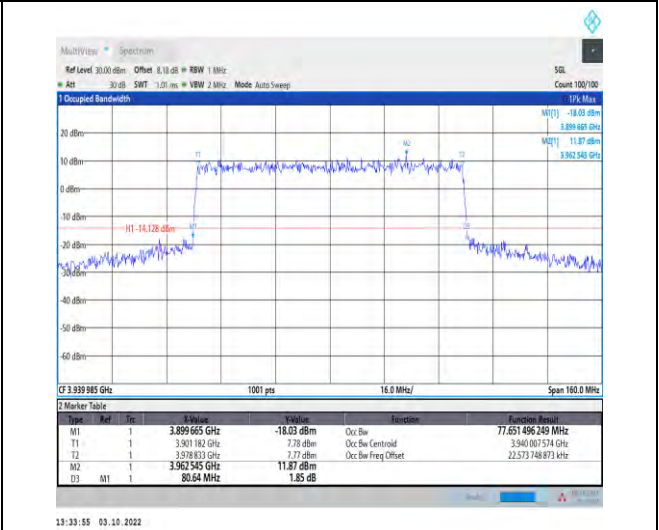 MultiView Spectrum
Ref Level 30.00 dBm Offset 8.18 dB RBW 1 MHz SGL
Att 30 dB SWT 1.01 ms VBW 2 MHz Mode Auto Sweep Count 100/100
1 Occupied Bandwidth 1Pk Max
M1[1] -18.03 dBm
3.899 665 GHz
M2[1] 11.87 dBm
3.962 545 GHz
20 dBm
M2
T1 T2
10 dBm
0 dBm
-10 dBm
H1 -14.128 dBm M1
-20 dBm
-30 dBm
-40 dBm
-50 dBm
-60 dBm
CF 3.939 985 GHz 1001 pts 16.0 MHz/ Span 160.0 MHz
2 Marker Table
Type Ref Trc X-Value Y-Value Function Function Result
M1 1 3.899 665 GHz -18.03 dBm Occ Bw 77.651 496 249 MHz
T1 1 3.901 182 GHz 7.78 dBm Occ Bw Centroid 3.940 007 574 GHz
T2 1 3.978 833 GHz 7.77 dBm Occ Bw Freq Offset 22.573 748 873 kHz
M2 1 3.962 545 GHz 11.87 dBm
D3 M1 1 80.64 MHz 1.85 dB
13:33:55 03.10.2022